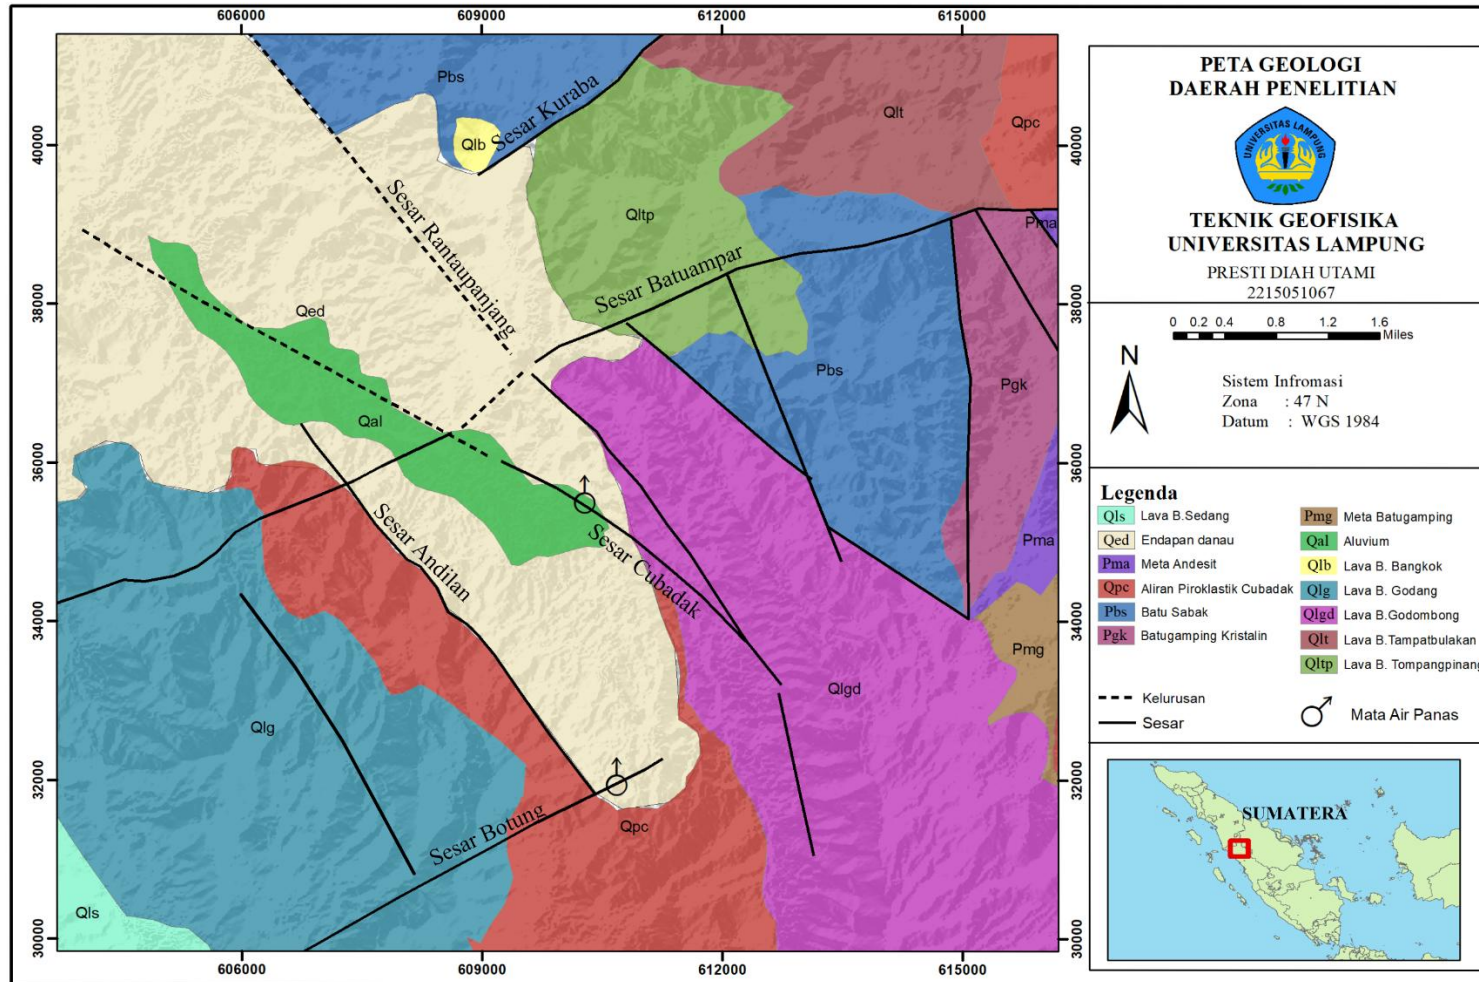 606000
609000
612000
615000
40000
38000
36000
34000
32000
30000
40000
38000
36000
34000
32000
30000
606000
609000
612000
615000
Pbs
Qlb
Sesar Kuraba
Qlt
Qpc
Sesar Rantaupanjang
Qltp
Pma
Sesar Batuampar
Qed
Pbs
Pgk
Qal
Sesar Andilan
Sesar Cubadak
Pma
Pmg
Qlg
Qlgd
Sesar Botung
Qpc
Qls
PETA GEOLOGI
DAERAH PENELITIAN
UNIVERSITAS LAMPUNG
TEKNIK GEOFISIKA
UNIVERSITAS LAMPUNG
PRESTI DIAH UTAMI
2215051067
0 0.2 0.4 0.8 1.2 1.6
Miles
N
Sistem Infromasi
Zona : 47 N
Datum : WGS 1984
Legenda
Qls Lava B.Sedang
Qed Endapan danau
Pma Meta Andesit
Qpc Aliran Piroklastik Cubadak
Pbs Batu Sabak
Pgk Batugamping Kristalin
Pmg Meta Batugamping
Qal Aluvium
Qlb Lava B. Bangkok
Qlg Lava B. Godang
Qlgd Lava B.Godombong
Qlt Lava B.Tampatbulakan
Qltp Lava B. Tompangpinang
Kelurusan
Sesar
Mata Air Panas
SUMATERA